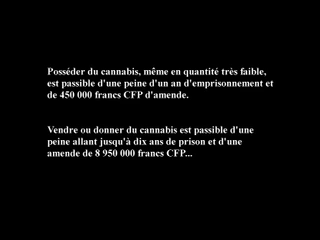 Posséder du cannabis, même en quantité très faible,
est passible d'une peine d'un an d'emprisonnement et
de 450 000 francs CFP d'amende.
Vendre ou donner du cannabis est passible d'une
peine allant jusqu'à dix ans de prison et d'une
amende de 8 950 000 francs CFP...